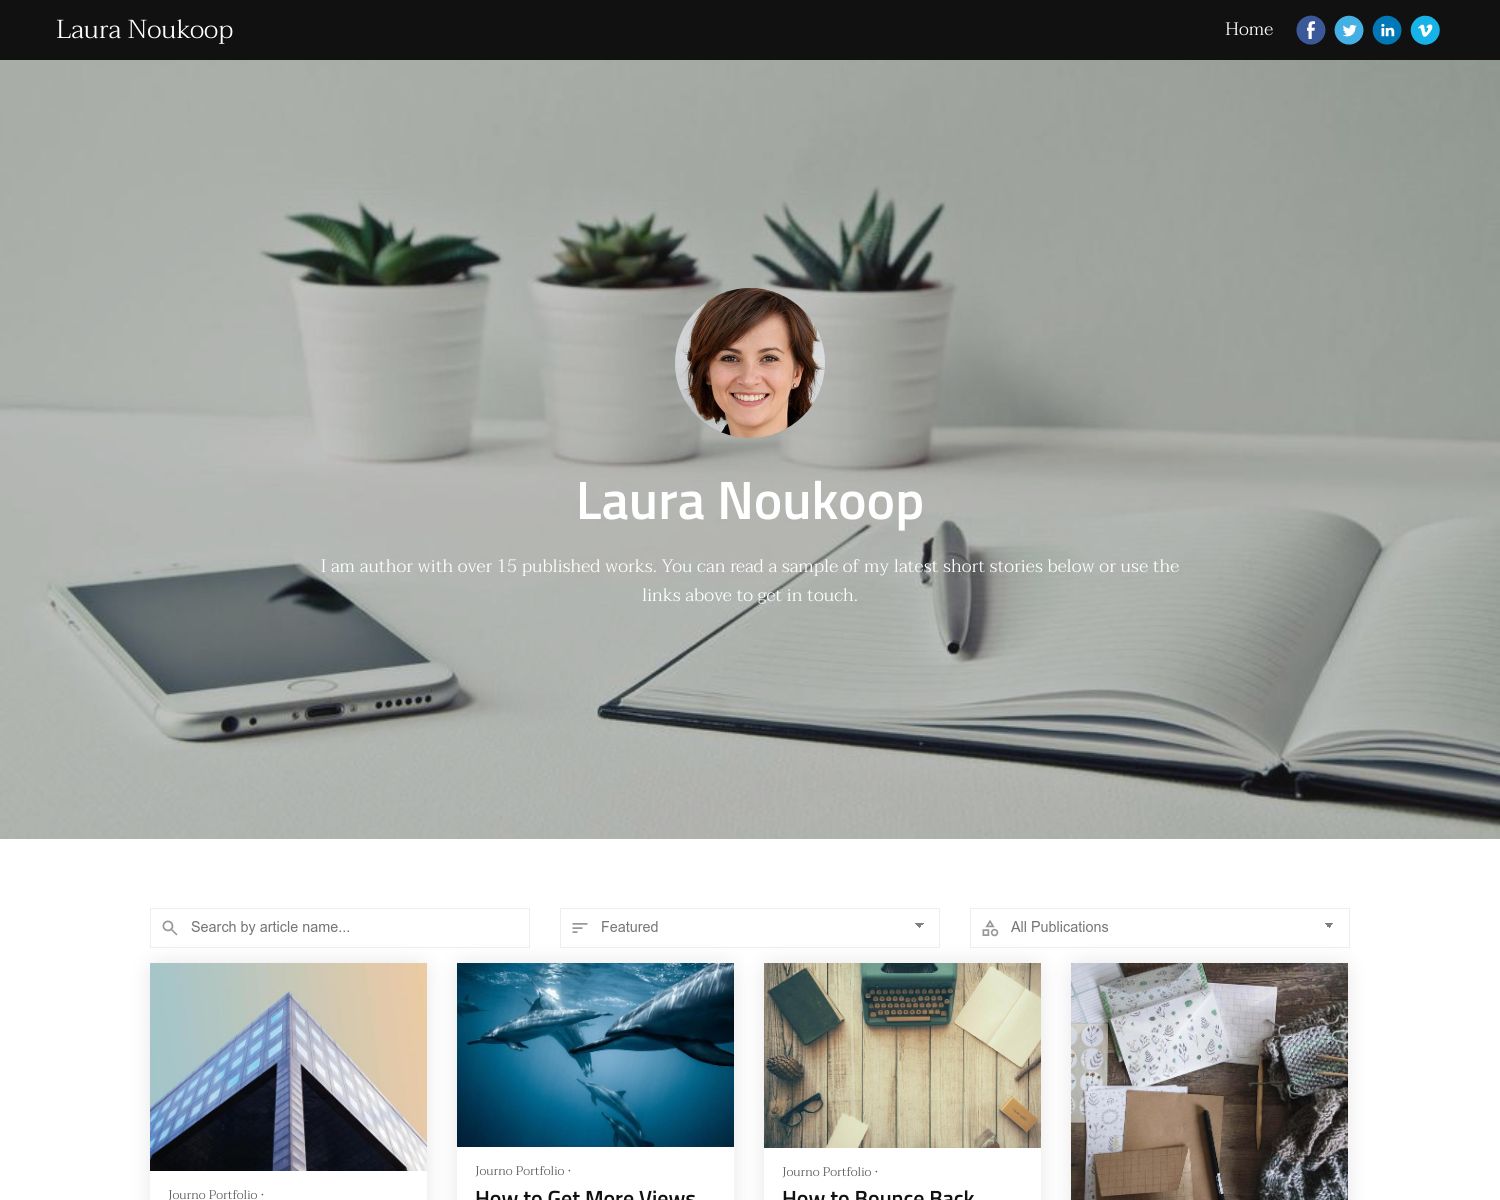 Laura Noukoop
Home
Laura Noukoop
I am author with over 15 published works. You can read a sample of my latest short stories below or use the
links above to get in touch.
Search by article name...
Featured
All Publications
Journo Portfolio ·
Journo Portfolio ·
How to Get More Views
Journo Portfolio ·
How to Bounce Back